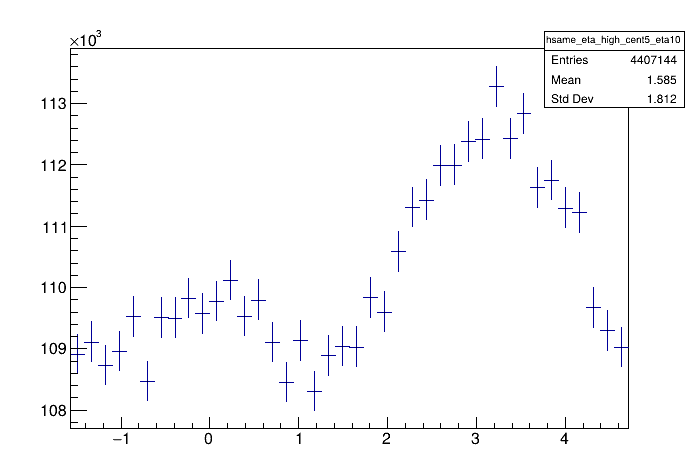 ×10³
hsame_eta_high_cent5_eta10
Entries 4407144
Mean 1.585
Std Dev 1.812
113
112
111
110
109
108
−1 0 1 2 3 4